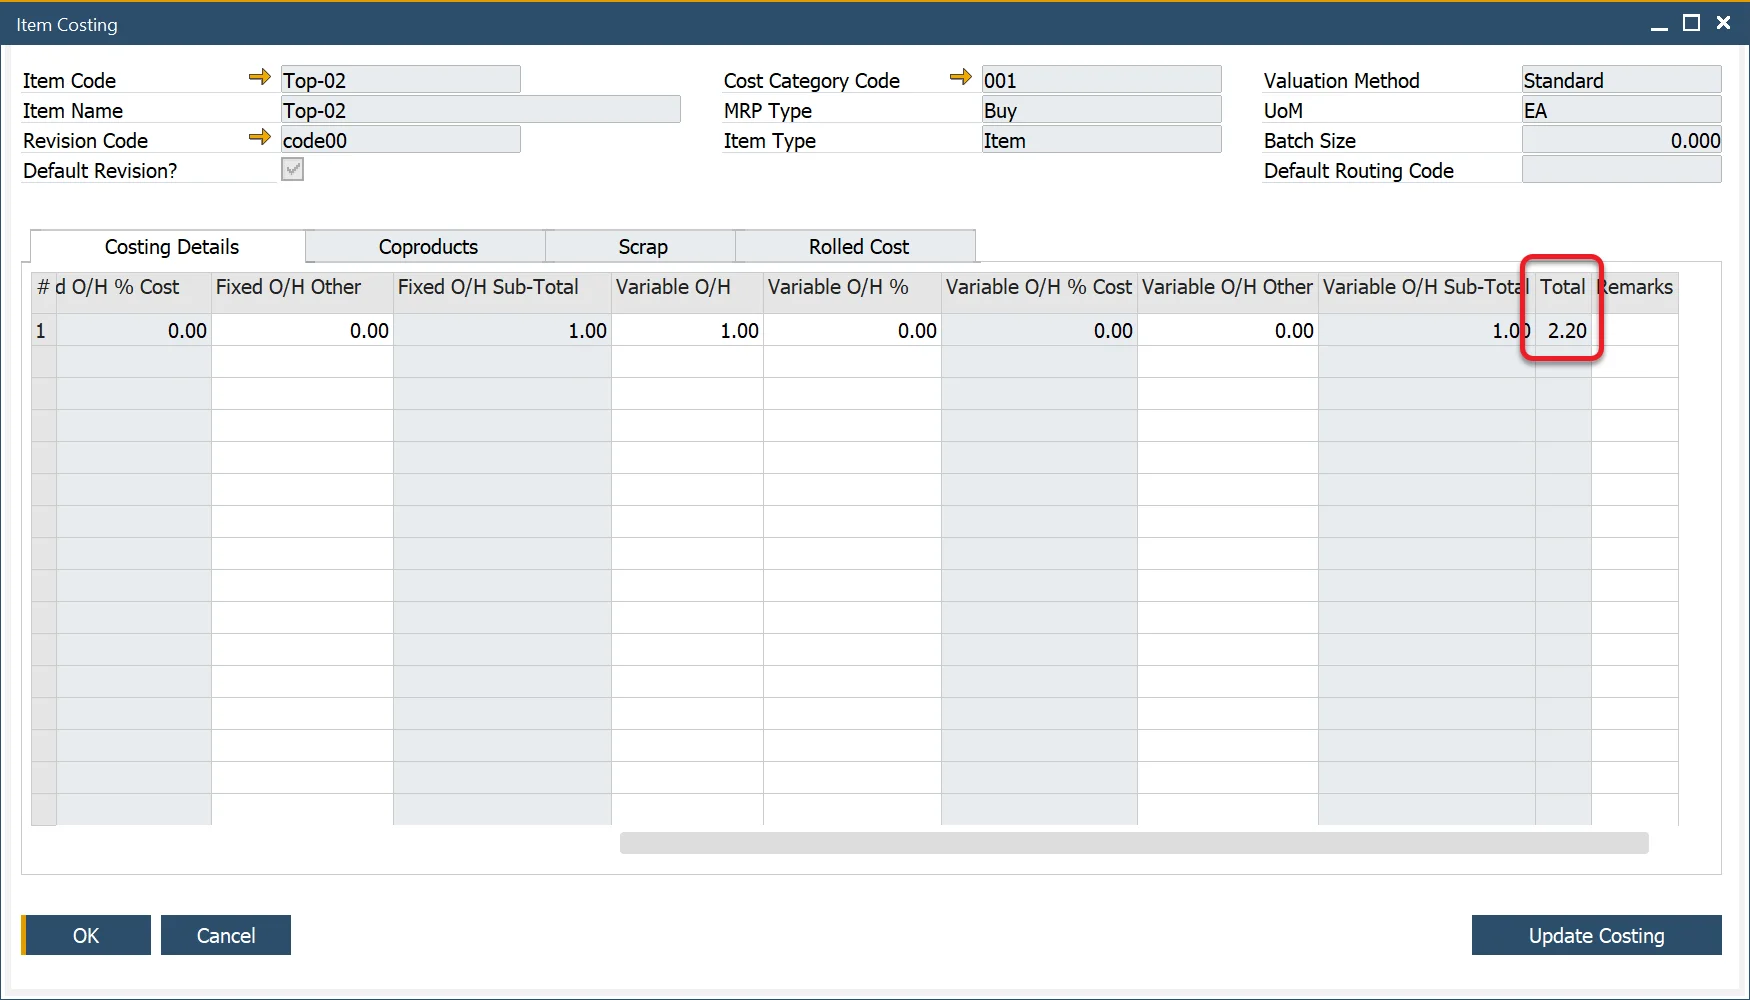 Item Costing
Item Code Top-02 Cost Category Code 001 Valuation Method Standard
Item Name Top-02 MRP Type Buy UoM EA
Revision Code code00 Item Type Item Batch Size 0.000
Default Revision? Default Routing Code
Costing Details Coproducts Scrap Rolled Cost
# d O/H % Cost Fixed O/H Other Fixed O/H Sub-Total Variable O/H Variable O/H % Variable O/H % Cost Variable O/H Other Variable O/H Sub-Total Total Remarks
1 0.00 0.00 1.00 1.00 0.00 0.00 0.00 1.00 2.20
OK Cancel Update Costing